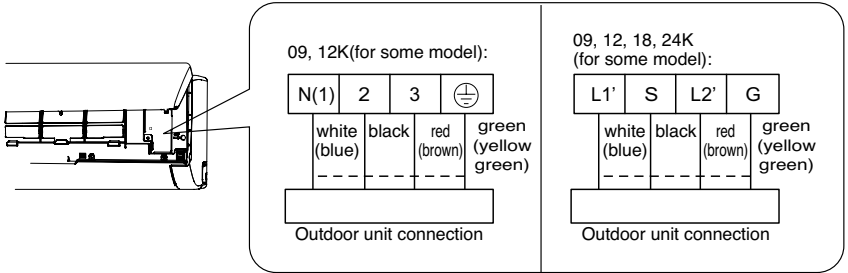 09, 12K(for some model):
N(1) 2 3
white black red green
(blue) (brown) (yellow
green)
Outdoor unit connection
09, 12, 18, 24K
(for some model):
L1’ S L2’ G
white black red green
(blue) (brown) (yellow
green)
Outdoor unit connection